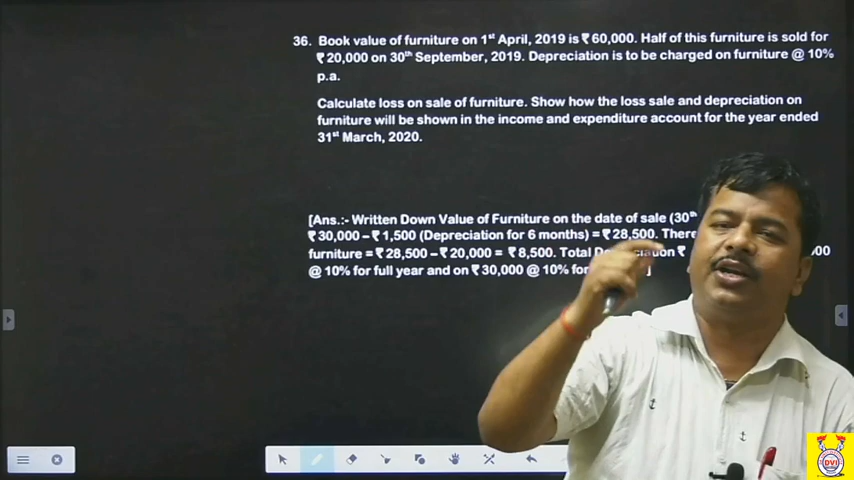 36. Book value of furniture on 1st April, 2019 is ₹60,000. Half of this furniture is sold for
₹20,000 on 30th September, 2019. Depreciation is to be charged on furniture @ 10%
p.a.
Calculate loss on sale of furniture. Show how the loss sale and depreciation on
furniture will be shown in the income and expenditure account for the year ended
31st March, 2020.
[Ans.:- Written Down Value of Furniture on the date of sale (30th
₹30,000 – ₹1,500 (Depreciation for 6 months) = ₹28,500.
furniture = ₹28,500 – ₹20,000 = ₹8,500. Total ₹
@ 10% for full year and on ₹30,000 @ 10% for ]
DVI